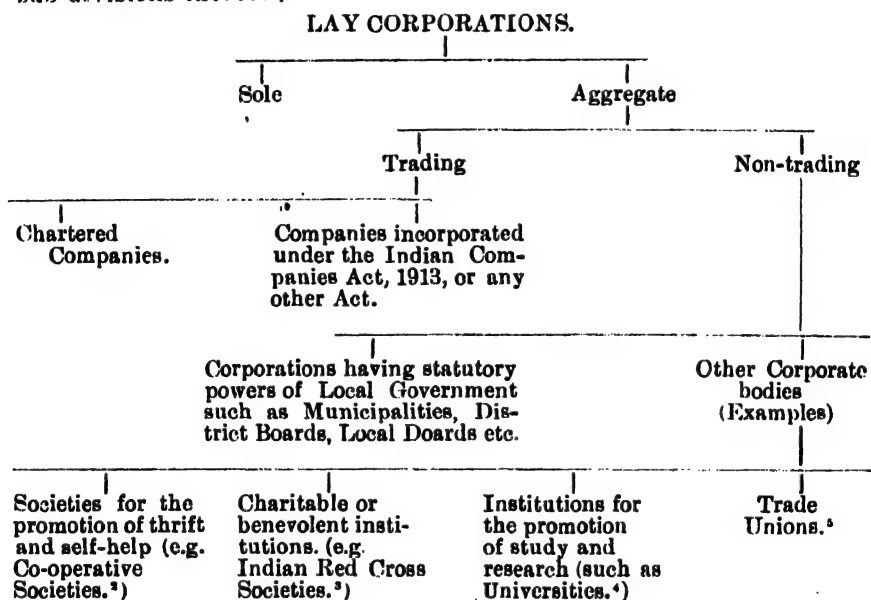 LAY CORPORATIONS.
Sole
Aggregate
Trading
Non-trading
Chartered
Companies.
Companies incorporated
under the Indian Com-
panies Act, 1913, or any
other Act.
Corporations having statutory
powers of Local Government
such as Municipalities, Dis-
trict Boards, Local Doards etc.
Other Corporate
bodies
(Examples)
Societies for the
promotion of thrift
and self-help (e.g.
Co-operative
Societies.²)
Charitable or
benevolent insti-
tutions. (e.g.
Indian Red Cross
Societies.³)
Institutions for
the promotion
of study and
research (such as
Universities.⁴)
Trade
Unions.⁵